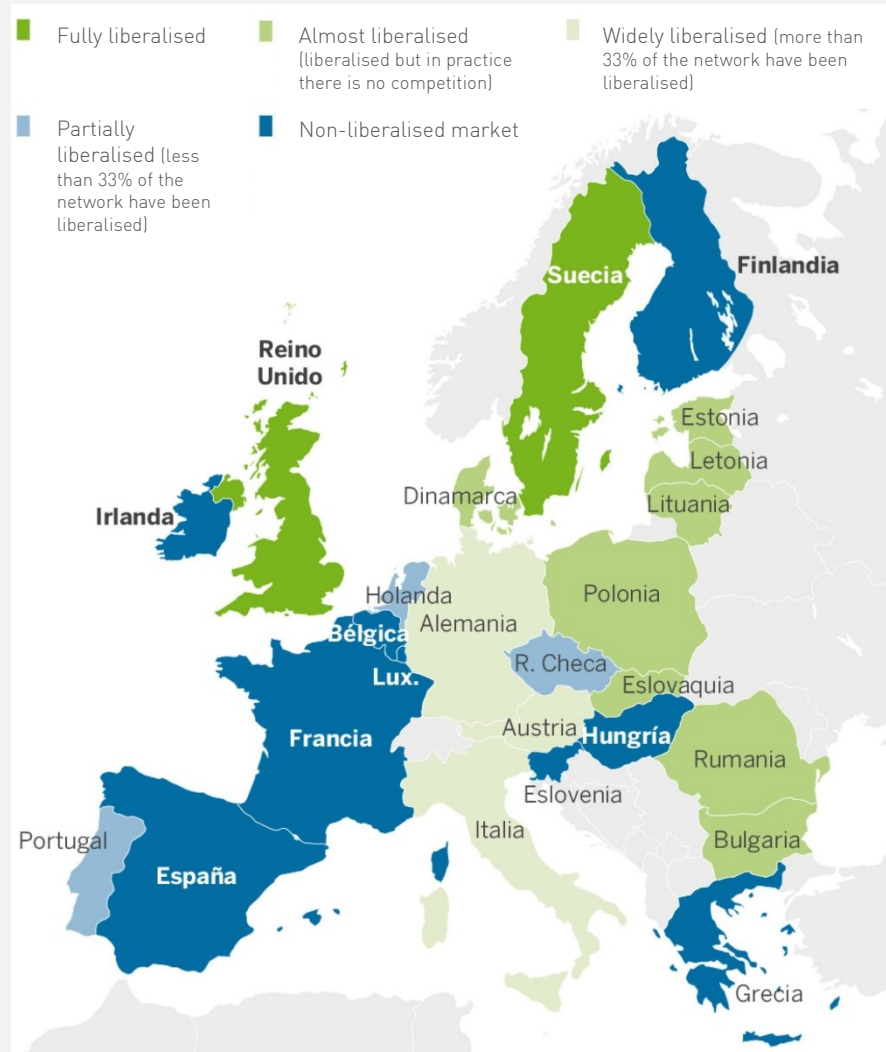 Fully liberalised
Almost liberalised
(liberalised but in practice
there is no competition)
Widely liberalised (more than
33% of the network have been
liberalised)
Partially
liberalised (less
than 33% of the
network have been
liberalised)
Non-liberalised market
Suecia
Finlandia
Reino
Unido
Estonia
Letonia
Dinamarca
Lituania
Irlanda
Holanda
Polonia
Alemania
Bélgica
R. Checa
Lux.
Eslovaquia
Austria
Hungría
Francia
Rumania
Eslovenia
Italia
Portugal
Bulgaria
España
Grecia